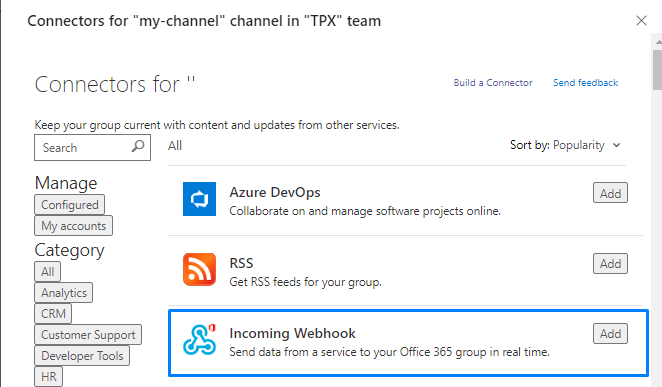 Connectors for "my-channel" channel in "TPX" team
Connectors for ''
Build a Connector
Send feedback
Keep your group current with content and updates from other services.
Search
All
Sort by: Popularity
Manage
Configured
My accounts
Category
All
Analytics
CRM
Customer Support
Developer Tools
HR
Azure DevOps
Collaborate on and manage software projects online.
Add
RSS
Get RSS feeds for your group.
Add
Incoming Webhook
Send data from a service to your Office 365 group in real time.
Add